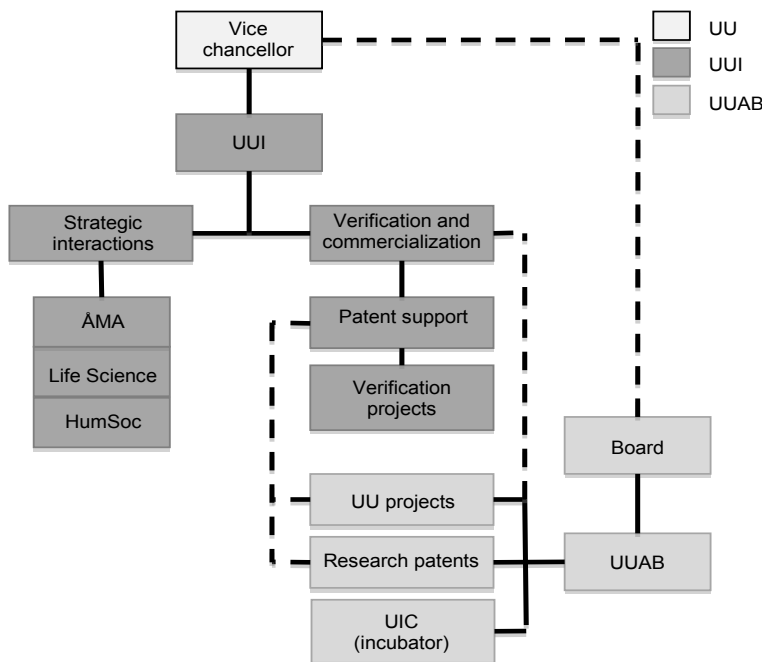 Vice
chancellor
UU
UUI
UUAB
UUI
Strategic
interactions
Verification and
commercialization
ÅMA
Life Science
HumSoc
Patent support
Verification
projects
Board
UU projects
Research patents
UUAB
UIC
(incubator)